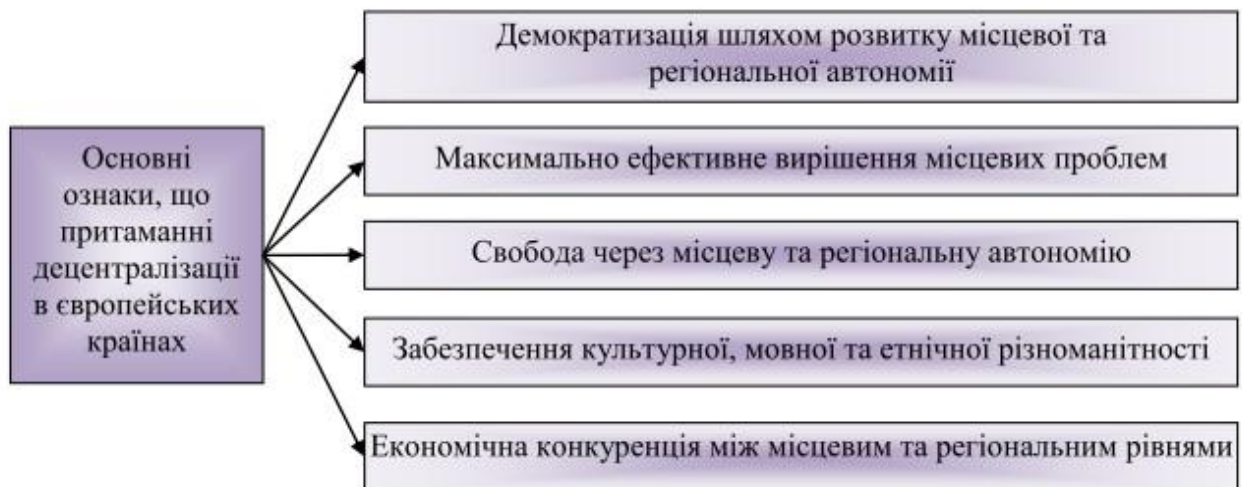 Основні
ознаки, що
притаманні
децентралізації
в європейських
країнах
Демократизація шляхом розвитку місцевої та
регіональної автономії
Максимально ефективне вирішення місцевих проблем
Свобода через місцеву та регіональну автономію
Забезпечення культурної, мовної та етнічної різноманітності
Економічна конкуренція між місцевим та регіональним рівнями